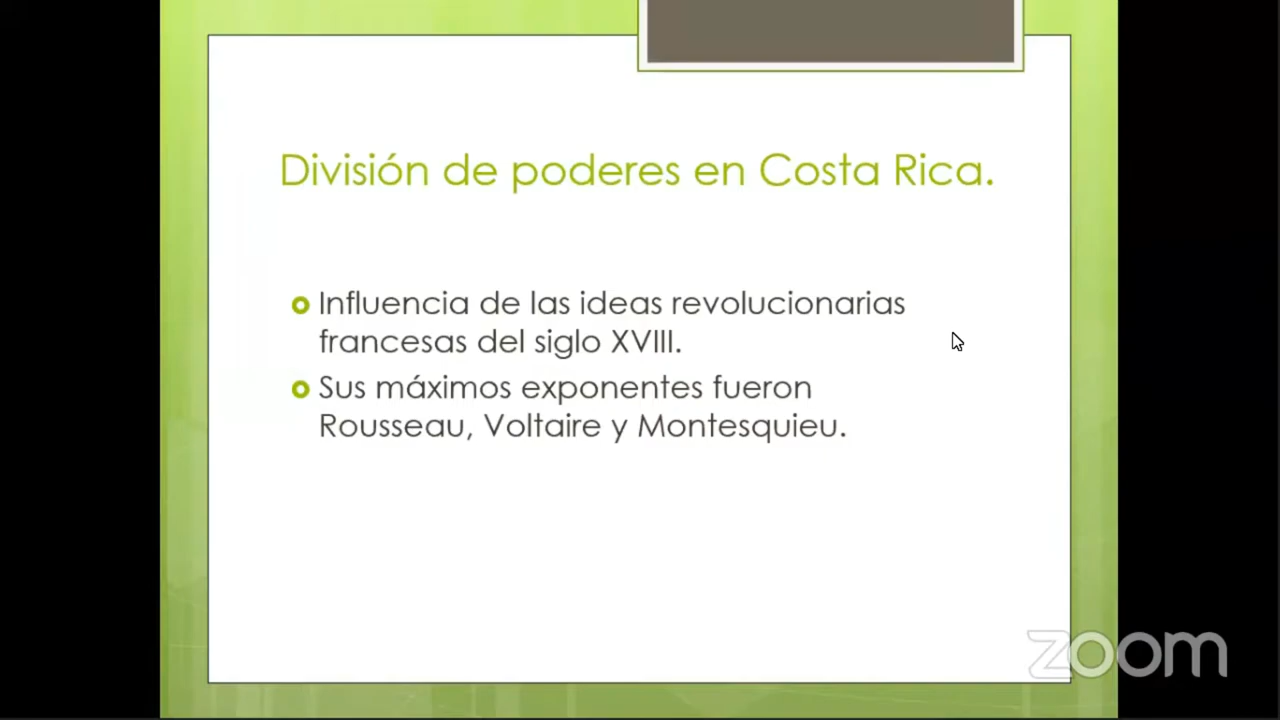 División de poderes en Costa Rica.
Influencia de las ideas revolucionarias
francesas del siglo XVIII.
Sus máximos exponentes fueron
Rousseau, Voltaire y Montesquieu.
zoom